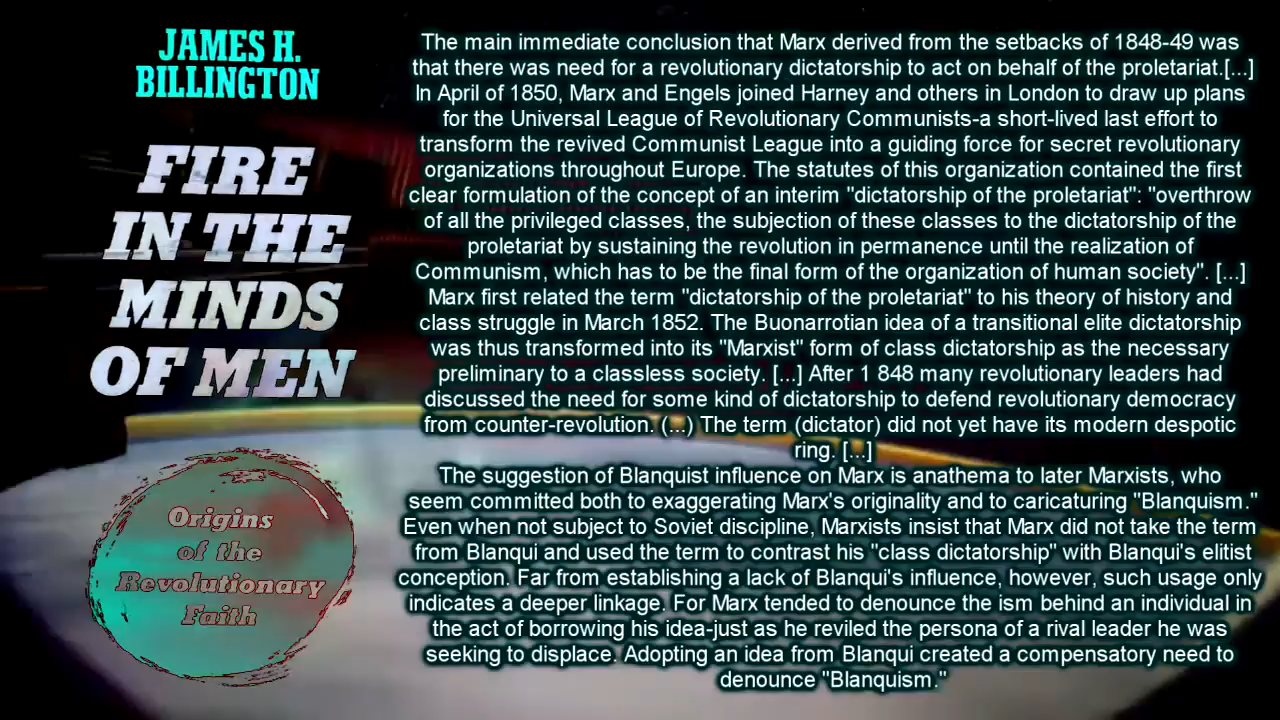 JAMES H.
BILLINGTON
FIRE
IN THE
MINDS
OF MEN
Origins
of the
Revolutionary
Faith
The main immediate conclusion that Marx derived from the setbacks of 1848-49 was
that there was need for a revolutionary dictatorship to act on behalf of the proletariat.[...]
In April of 1850, Marx and Engels joined Harney and others in London to draw up plans
for the Universal League of Revolutionary Communists-a short-lived last effort to
transform the revived Communist League into a guiding force for secret revolutionary
organizations throughout Europe. The statutes of this organization contained the first
clear formulation of the concept of an interim "dictatorship of the proletariat": "overthrow
of all the privileged classes, the subjection of these classes to the dictatorship of the
proletariat by sustaining the revolution in permanence until the realization of
Communism, which has to be the final form of the organization of human society". [...]
Marx first related the term "dictatorship of the proletariat" to his theory of history and
class struggle in March 1852. The Buonarrotian idea of a transitional elite dictatorship
was thus transformed into its "Marxist" form of class dictatorship as the necessary
preliminary to a classless society. [...] After 1 848 many revolutionary leaders had
discussed the need for some kind of dictatorship to defend revolutionary democracy
from counter-revolution. (...) The term (dictator) did not yet have its modern despotic
ring. [...]
The suggestion of Blanquist influence on Marx is anathema to later Marxists, who
seem committed both to exaggerating Marx's originality and to caricaturing "Blanquism."
Even when not subject to Soviet discipline, Marxists insist that Marx did not take the term
from Blanqui and used the term to contrast his "class dictatorship" with Blanqui's elitist
conception. Far from establishing a lack of Blanqui's influence, however, such usage only
indicates a deeper linkage. For Marx tended to denounce the ism behind an individual in
the act of borrowing his idea-just as he reviled the persona of a rival leader he was
seeking to displace. Adopting an idea from Blanqui created a compensatory need to
denounce "Blanquism."